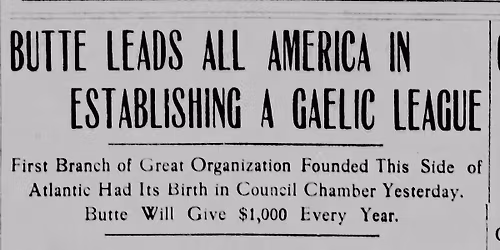 BUTTE LEADS ALL AMERICA IN
ESTABLISHING A GAELIC LEAGUE
First Branch of Great Organization Founded This Side of
Atlantic Had Its Birth in Council Chamber Yesterday.
Butte Will Give $1,000 Every Year.